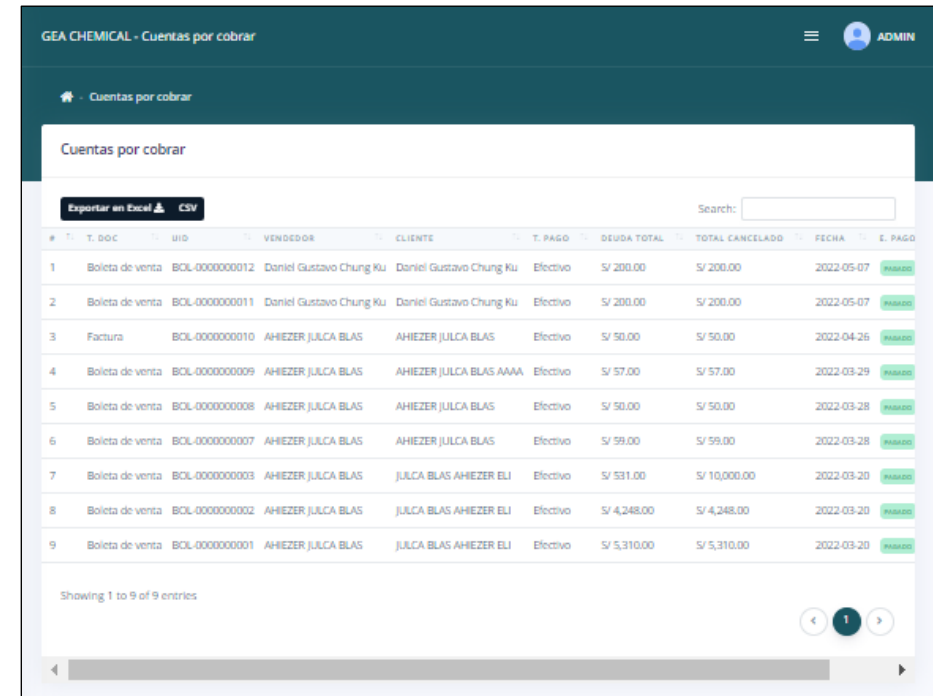 GEA CHEMICAL - Cuentas por cobrar ADMIN
- Cuentas por cobrar
Cuentas por cobrar
Exportar en Excel CSV Search:
# T. DOC UID VENDEDOR CLIENTE T. PAGO DEUDA TOTAL TOTAL CANCELADO FECHA E. PAGO
1 Boleta de venta BOL-0000000012 Daniel Gustavo Chung Ku Daniel Gustavo Chung Ku Efectivo S/ 200.00 S/ 200.00 2022-05-07 PAGADO
2 Boleta de venta BOL-0000000011 Daniel Gustavo Chung Ku Daniel Gustavo Chung Ku Efectivo S/ 200.00 S/ 200.00 2022-05-07 PAGADO
3 Factura BOL-0000000010 AHIEZER JULCA BLAS AHIEZER JULCA BLAS Efectivo S/ 50.00 S/ 50.00 2022-04-26 PAGADO
4 Boleta de venta BOL-0000000009 AHIEZER JULCA BLAS AHIEZER JULCA BLAS AAAA Efectivo S/ 57.00 S/ 57.00 2022-03-29 PAGADO
5 Boleta de venta BOL-0000000008 AHIEZER JULCA BLAS AHIEZER JULCA BLAS Efectivo S/ 50.00 S/ 50.00 2022-03-28 PAGADO
6 Boleta de venta BOL-0000000007 AHIEZER JULCA BLAS AHIEZER JULCA BLAS Efectivo S/ 59.00 S/ 59.00 2022-03-28 PAGADO
7 Boleta de venta BOL-0000000003 AHIEZER JULCA BLAS JULCA BLAS AHIEZER ELI Efectivo S/ 531.00 S/ 10,000.00 2022-03-20 PAGADO
8 Boleta de venta BOL-0000000002 AHIEZER JULCA BLAS JULCA BLAS AHIEZER ELI Efectivo S/ 4,248.00 S/ 4,248.00 2022-03-20 PAGADO
9 Boleta de venta BOL-0000000001 AHIEZER JULCA BLAS JULCA BLAS AHIEZER ELI Efectivo S/ 5,310.00 S/ 5,310.00 2022-03-20 PAGADO
Showing 1 to 9 of 9 entries
1